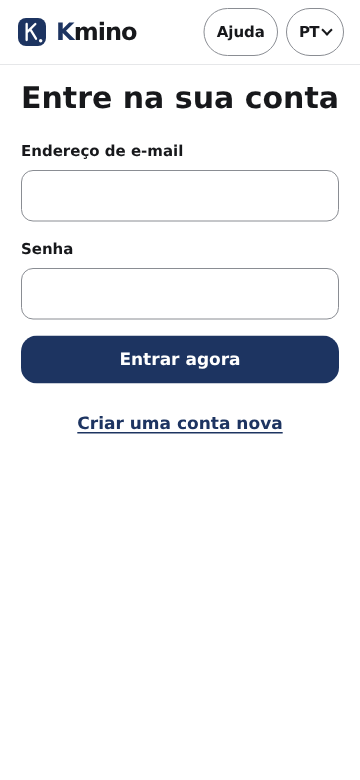 K. Kmino
Ajuda
PT
Entre na sua conta
Endereço de e-mail
Senha
Entrar agora
Criar uma conta nova